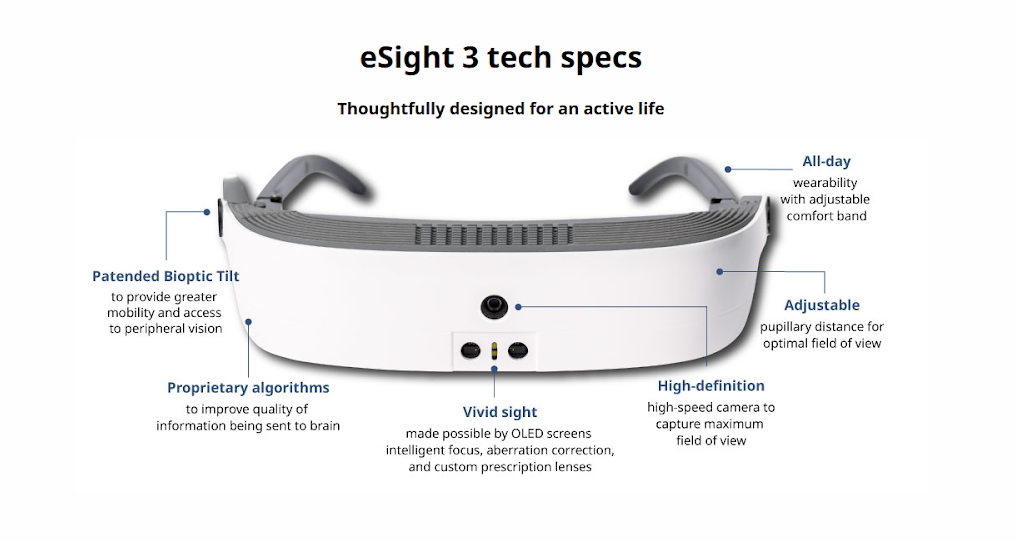 eSight 3 tech specs
Thoughtfully designed for an active life
All-day
wearability
with adjustable
comfort band
Patented Bioptic Tilt
to provide greater
mobility and access
to peripheral vision
Adjustable
pupillary distance for
optimal field of view
Proprietary algorithms
to improve quality of
information being sent to brain
Vivid sight
made possible by OLED screens
intelligent focus, aberration correction,
and custom prescription lenses
High-definition
high-speed camera to
capture maximum
field of view